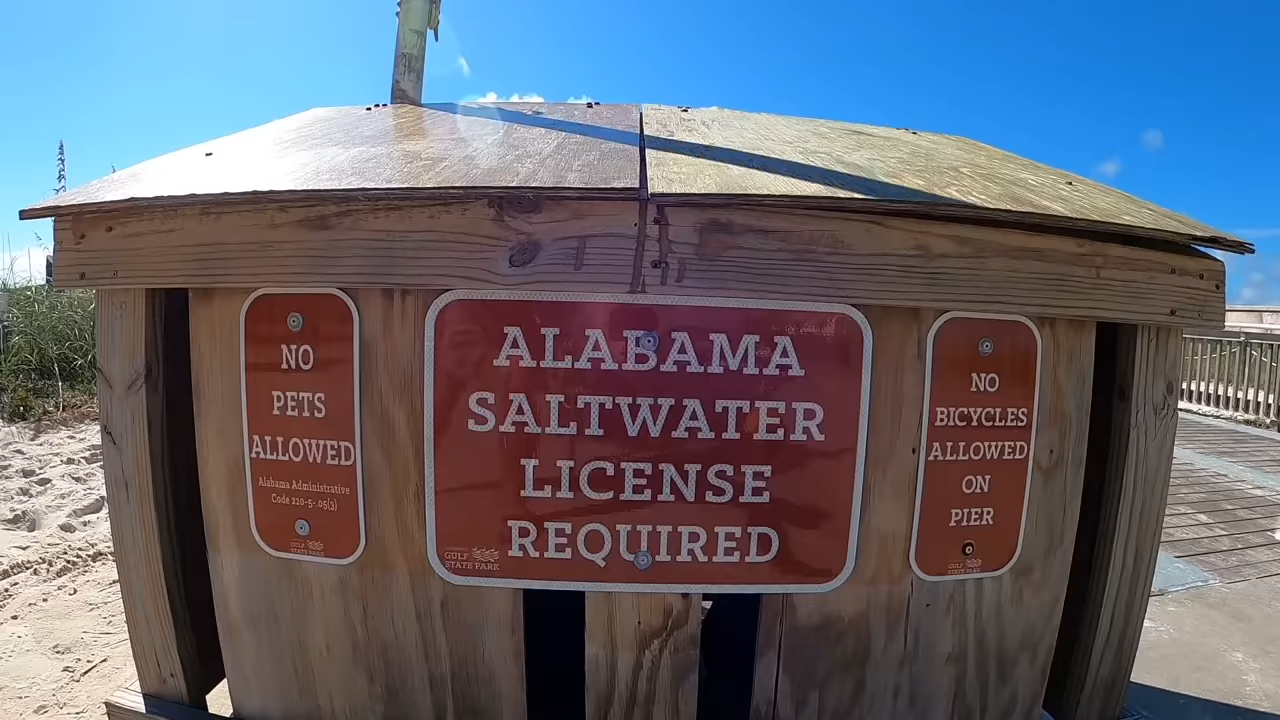 NO
PETS
ALLOWED
Alabama Administrative
Code 220-5-.05(3)
GULF
STATE PARK
ALABAMA
SALTWATER
LICENSE
REQUIRED
GULF
STATE PARK
NO
BICYCLES
ALLOWED
ON
PIER
GULF
STATE PARK